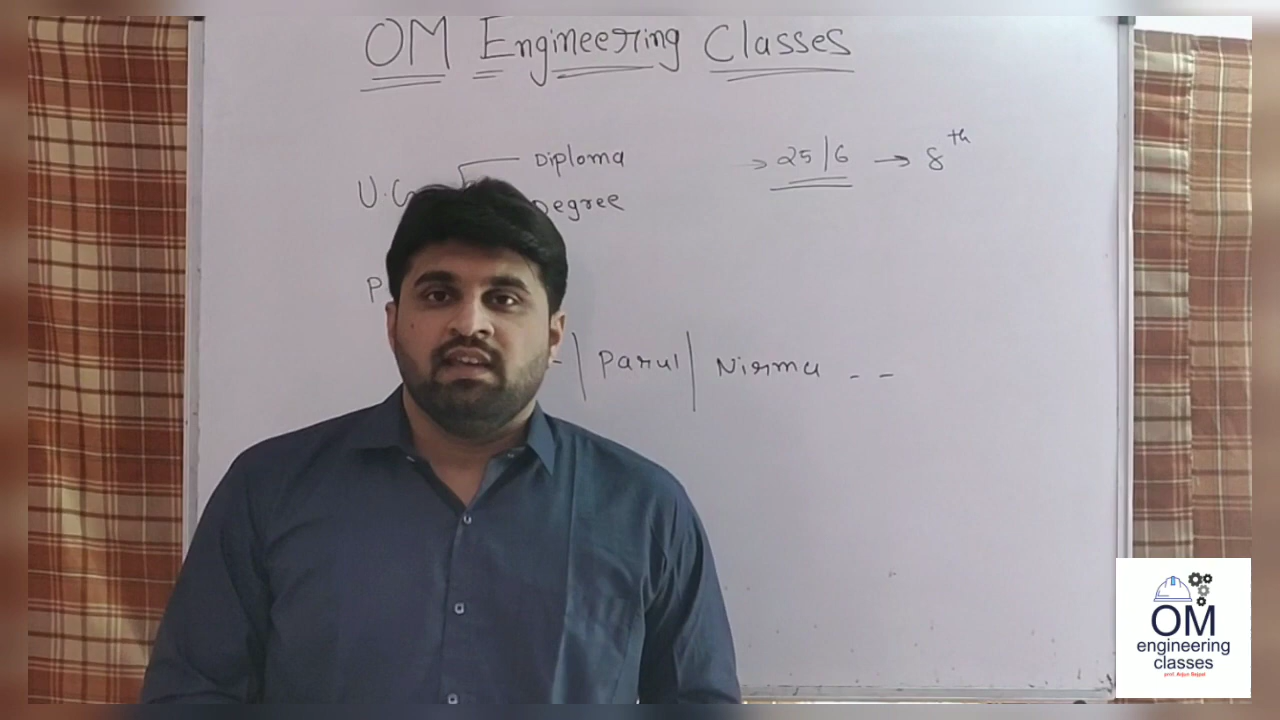 OM Engineering Classes
Diploma
→ 25/6 → 8th
U.G
Degree
P
- | Parul | Nirma - -
OM
engineering
classes